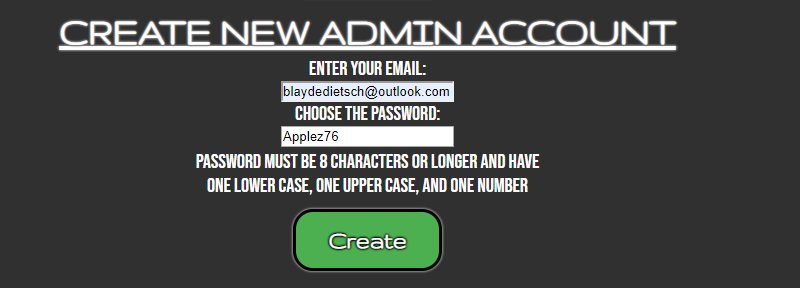 CREATE NEW ADMIN ACCOUNT
ENTER YOUR EMAIL:
blaydedietsch@outlook.com
CHOOSE THE PASSWORD:
Applez76
PASSWORD MUST BE 8 CHARACTERS OR LONGER AND HAVE
ONE LOWER CASE, ONE UPPER CASE, AND ONE NUMBER
Create